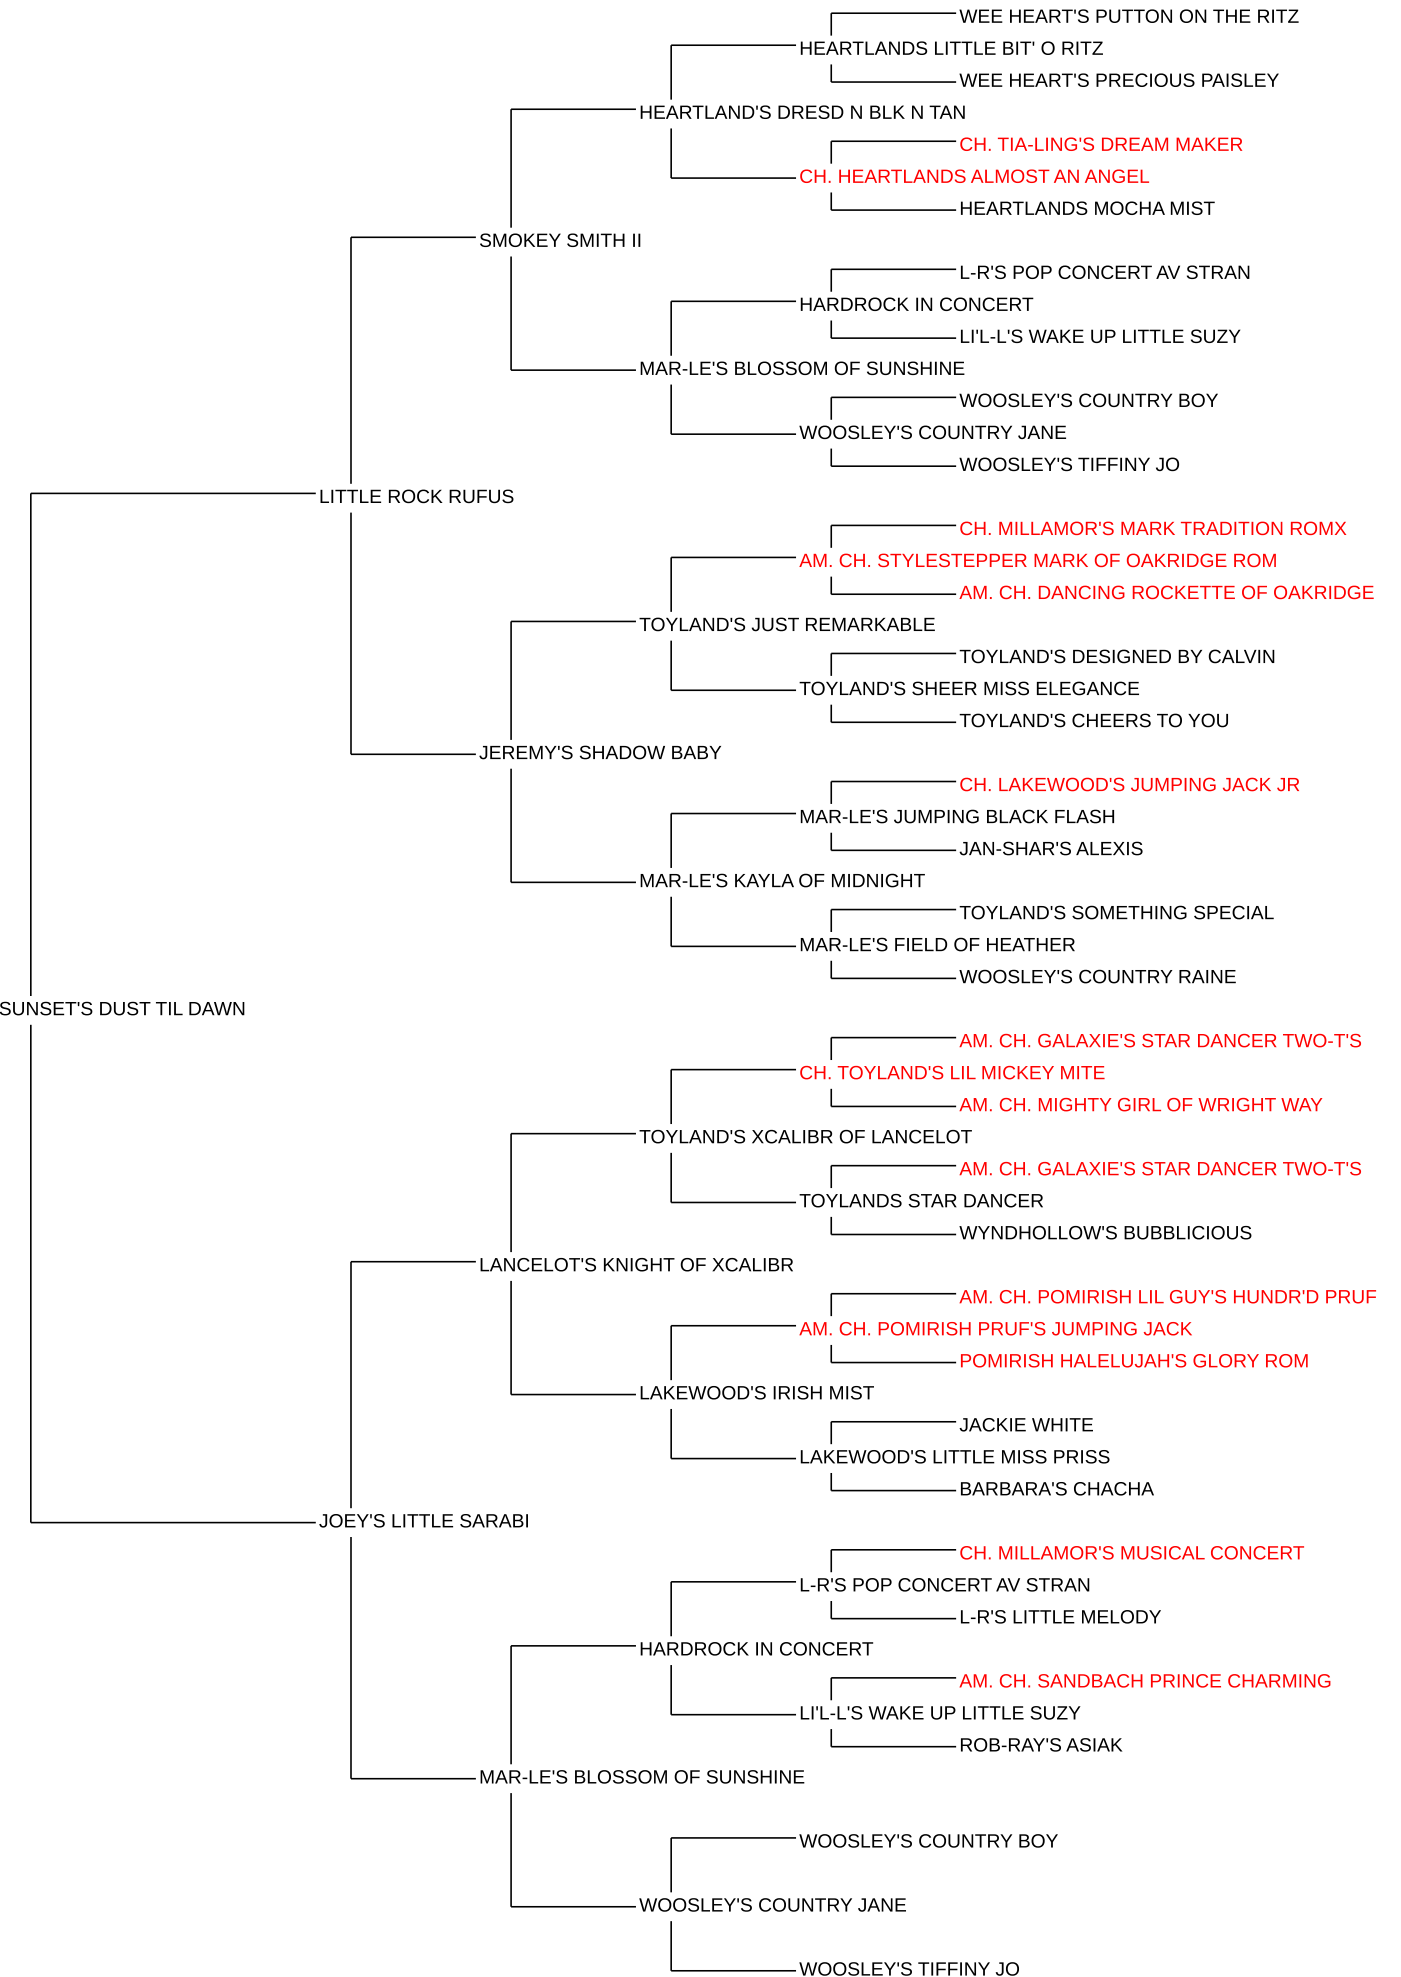 WEE HEART'S PUTTON ON THE RITZ
HEARTLANDS LITTLE BIT' O RITZ
WEE HEART'S PRECIOUS PAISLEY
HEARTLAND'S DRESD N BLK N TAN
CH. TIA-LING'S DREAM MAKER
CH. HEARTLANDS ALMOST AN ANGEL
HEARTLANDS MOCHA MIST
SMOKEY SMITH II
L-R'S POP CONCERT AV STRAN
HARDROCK IN CONCERT
LI'L-L'S WAKE UP LITTLE SUZY
MAR-LE'S BLOSSOM OF SUNSHINE
WOOSLEY'S COUNTRY BOY
WOOSLEY'S COUNTRY JANE
WOOSLEY'S TIFFINY JO
LITTLE ROCK RUFUS
CH. MILLAMOR'S MARK TRADITION ROMX
AM. CH. STYLESTEPPER MARK OF OAKRIDGE ROM
AM. CH. DANCING ROCKETTE OF OAKRIDGE
TOYLAND'S JUST REMARKABLE
TOYLAND'S DESIGNED BY CALVIN
TOYLAND'S SHEER MISS ELEGANCE
TOYLAND'S CHEERS TO YOU
JEREMY'S SHADOW BABY
CH. LAKEWOOD'S JUMPING JACK JR
MAR-LE'S JUMPING BLACK FLASH
JAN-SHAR'S ALEXIS
MAR-LE'S KAYLA OF MIDNIGHT
TOYLAND'S SOMETHING SPECIAL
MAR-LE'S FIELD OF HEATHER
WOOSLEY'S COUNTRY RAINE
SUNSET'S DUST TIL DAWN
AM. CH. GALAXIE'S STAR DANCER TWO-T'S
CH. TOYLAND'S LIL MICKEY MITE
AM. CH. MIGHTY GIRL OF WRIGHT WAY
TOYLAND'S XCALIBR OF LANCELOT
AM. CH. GALAXIE'S STAR DANCER TWO-T'S
TOYLANDS STAR DANCER
WYNDHOLLOW'S BUBBLICIOUS
LANCELOT'S KNIGHT OF XCALIBR
AM. CH. POMIRISH LIL GUY'S HUNDR'D PRUF
AM. CH. POMIRISH PRUF'S JUMPING JACK
POMIRISH HALELUJAH'S GLORY ROM
LAKEWOOD'S IRISH MIST
JACKIE WHITE
LAKEWOOD'S LITTLE MISS PRISS
BARBARA'S CHACHA
JOEY'S LITTLE SARABI
CH. MILLAMOR'S MUSICAL CONCERT
L-R'S POP CONCERT AV STRAN
L-R'S LITTLE MELODY
HARDROCK IN CONCERT
AM. CH. SANDBACH PRINCE CHARMING
LI'L-L'S WAKE UP LITTLE SUZY
ROB-RAY'S ASIAK
MAR-LE'S BLOSSOM OF SUNSHINE
WOOSLEY'S COUNTRY BOY
WOOSLEY'S COUNTRY JANE
WOOSLEY'S TIFFINY JO